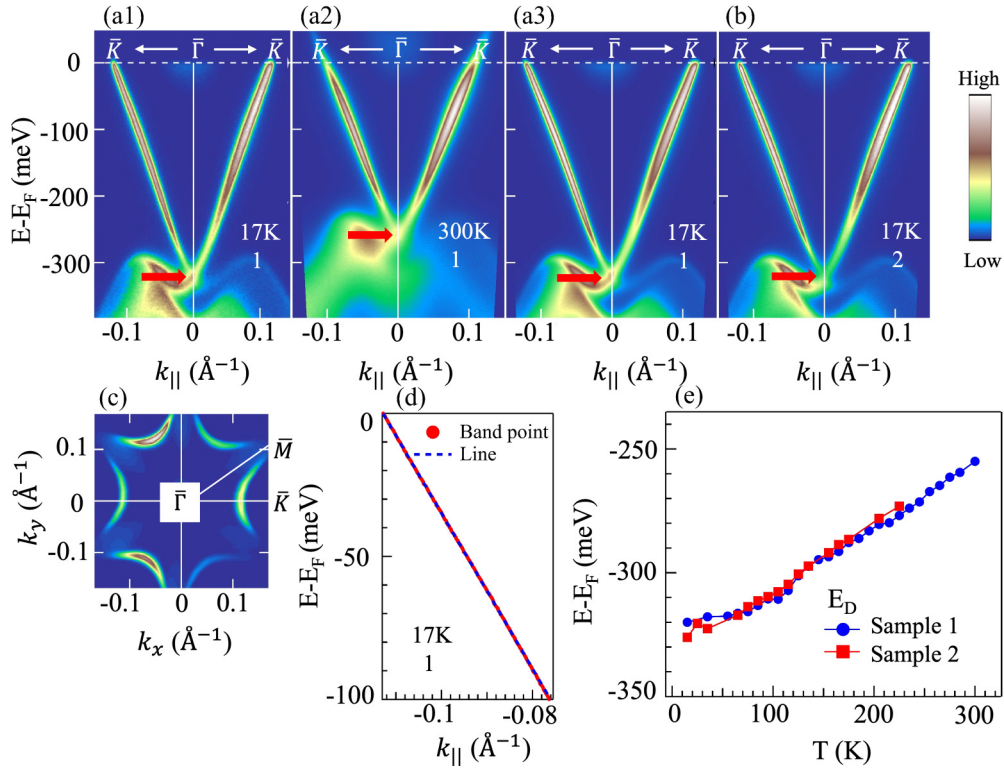 (a1) (a2) (a3) (b)
K̄ ← Γ̄ → K̄ K̄ ← Γ̄ → K̄ K̄ ← Γ̄ → K̄ K̄ ← Γ̄ → K̄
0
-100
-200
-300
E-E_F (meV)
17K
1
300K
1
17K
1
17K
2
High
Low
-0.1 0 0.1 -0.1 0 0.1 -0.1 0 0.1 -0.1 0 0.1
k_|| (Å⁻¹) k_|| (Å⁻¹) k_|| (Å⁻¹) k_|| (Å⁻¹)
(c)
0.1
0
-0.1
k_y (Å⁻¹)
M̄
Γ̄
K̄
-0.1 0 0.1
k_x (Å⁻¹)
(d)
0
-50
-100
E-E_F (meV)
Band point
Line
17K
1
-0.1 -0.08
k_|| (Å⁻¹)
(e)
-250
-300
-350
E-E_F (meV)
E_D
Sample 1
Sample 2
0 50 100 150 200 250 300
T (K)